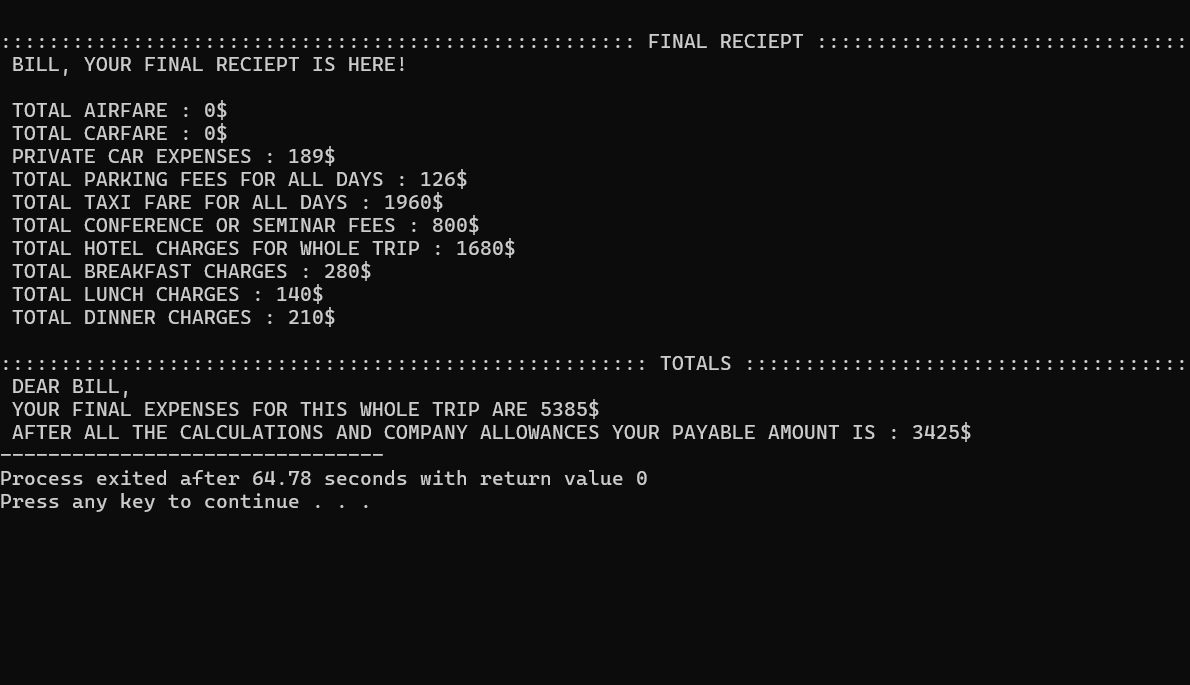 :::::::::::::::::::::::::::::::::::::::::::::::::::::: FINAL RECIEPT :::::::::::::::::::::::::::::::
BILL, YOUR FINAL RECIEPT IS HERE!
TOTAL AIRFARE : 0$
TOTAL CARFARE : 0$
PRIVATE CAR EXPENSES : 189$
TOTAL PARKING FEES FOR ALL DAYS : 126$
TOTAL TAXI FARE FOR ALL DAYS : 1960$
TOTAL CONFERENCE OR SEMINAR FEES : 800$
TOTAL HOTEL CHARGES FOR WHOLE TRIP : 1680$
TOTAL BREAKFAST CHARGES : 280$
TOTAL LUNCH CHARGES : 140$
TOTAL DINNER CHARGES : 210$
:::::::::::::::::::::::::::::::::::::::::::::::::::::: TOTALS :::::::::::::::::::::::::::::::::::::
DEAR BILL,
YOUR FINAL EXPENSES FOR THIS WHOLE TRIP ARE 5385$
AFTER ALL THE CALCULATIONS AND COMPANY ALLOWANCES YOUR PAYABLE AMOUNT IS : 3425$
--------------------------------
Process exited after 64.78 seconds with return value 0
Press any key to continue . . .